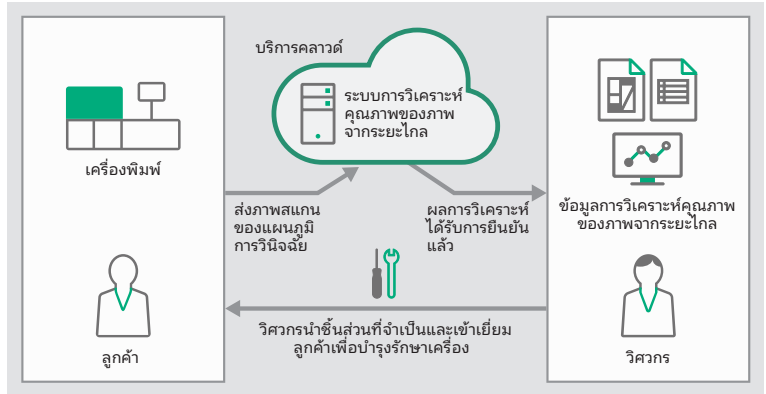 บริการคลาวด์
ระบบการวิเคราะห์
คุณภาพของภาพ
จากระยะไกล
เครื่องพิมพ์
ส่งภาพสแกน
ของแผนภูมิ
การวินิจฉัย
ผลการวิเคราะห์
ได้รับการยืนยัน
แล้ว
ข้อมูลการวิเคราะห์คุณภาพ
ของภาพจากระยะไกล
วิศวกรนำชิ้นส่วนที่จำเป็นและเข้าเยี่ยม
ลูกค้าเพื่อบำรุงรักษาเครื่อง
ลูกค้า
วิศวกร